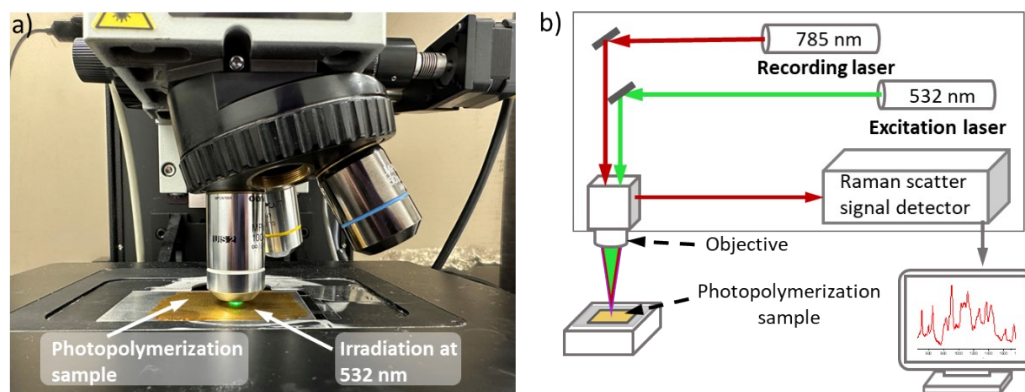 a)
Photopolymerization
sample
Irradiation at
532 nm
b)
785 nm
Recording laser
532 nm
Excitation laser
Raman scatter
signal detector
Objective
Photopolymerization
sample